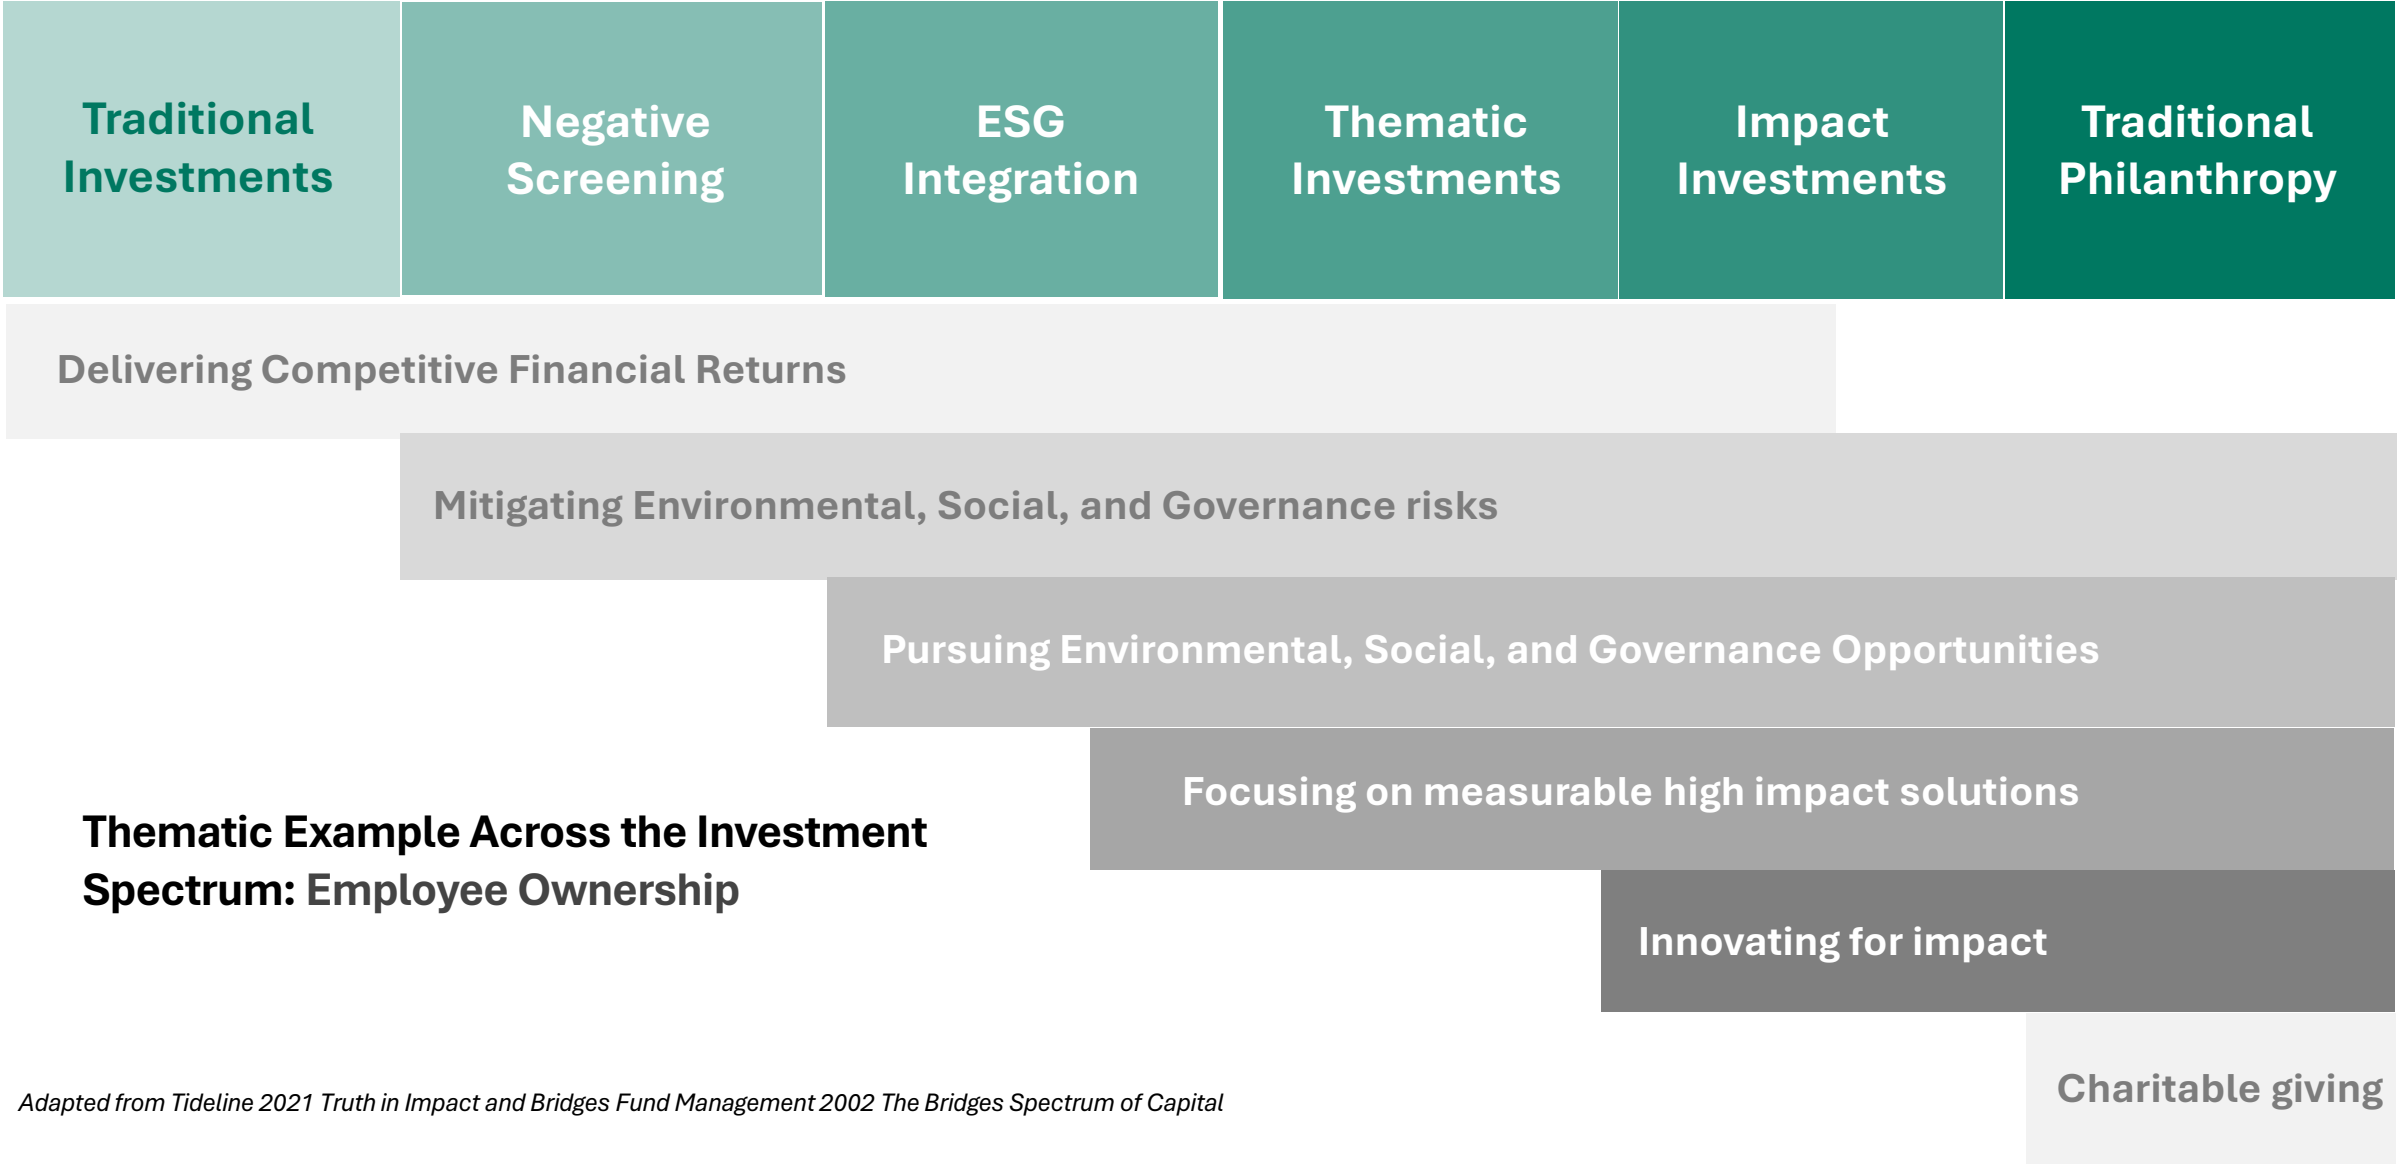 Traditional
Investments
Negative
Screening
ESG
Integration
Thematic
Investments
Impact
Investments
Traditional
Philanthropy
Delivering Competitive Financial Returns
Mitigating Environmental, Social, and Governance risks
Pursuing Environmental, Social, and Governance Opportunities
Focusing on measurable high impact solutions
Thematic Example Across the Investment
Spectrum: Employee Ownership
Innovating for impact
Charitable giving
Adapted from Tideline 2021 Truth in Impact and Bridges Fund Management 2002 The Bridges Spectrum of Capital